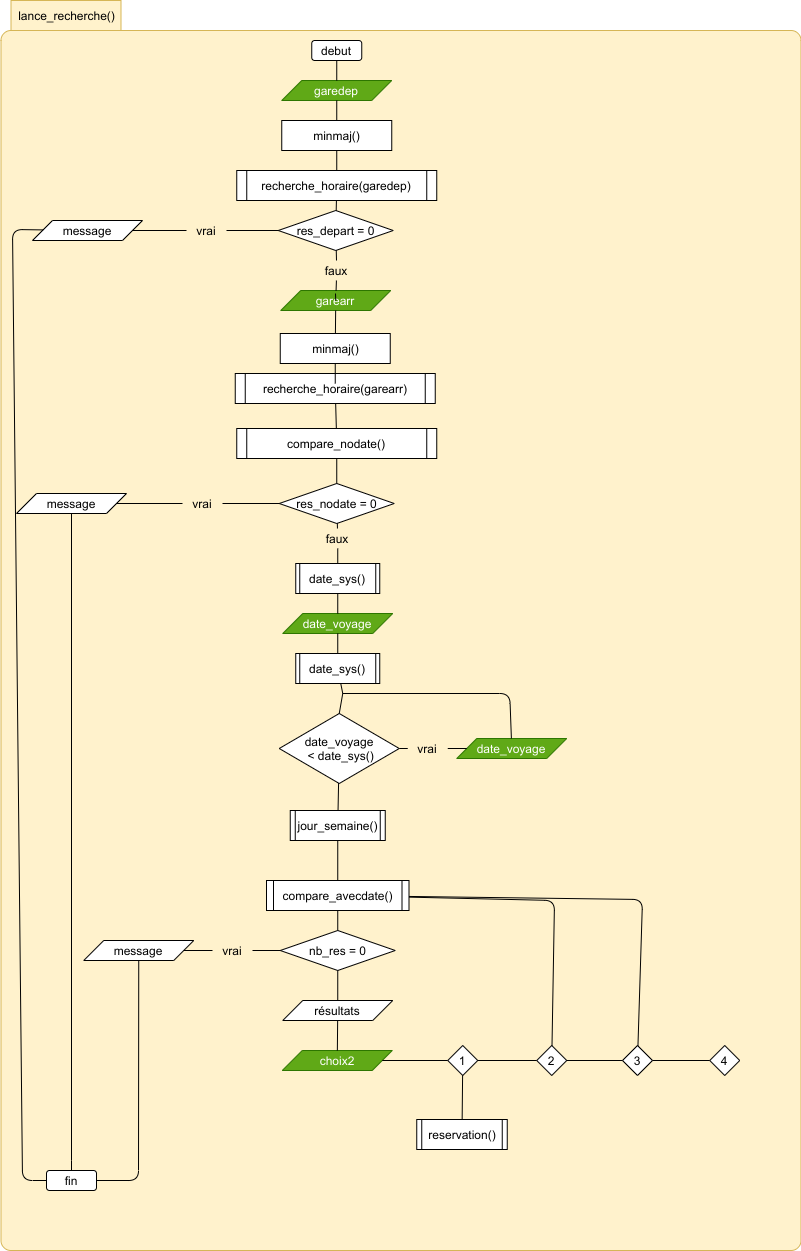 lance_recherche()
debut
garedep
minmaj()
recherche_horaire(garedep)
message
vrai
res_depart = 0
faux
garearr
minmaj()
recherche_horaire(garearr)
compare_nodate()
message
vrai
res_nodate = 0
faux
date_sys()
date_voyage
date_sys()
date_voyage
< date_sys()
vrai
date_voyage
jour_semaine()
compare_avecdate()
message
vrai
nb_res = 0
résultats
choix2
1
2
3
4
reservation()
fin